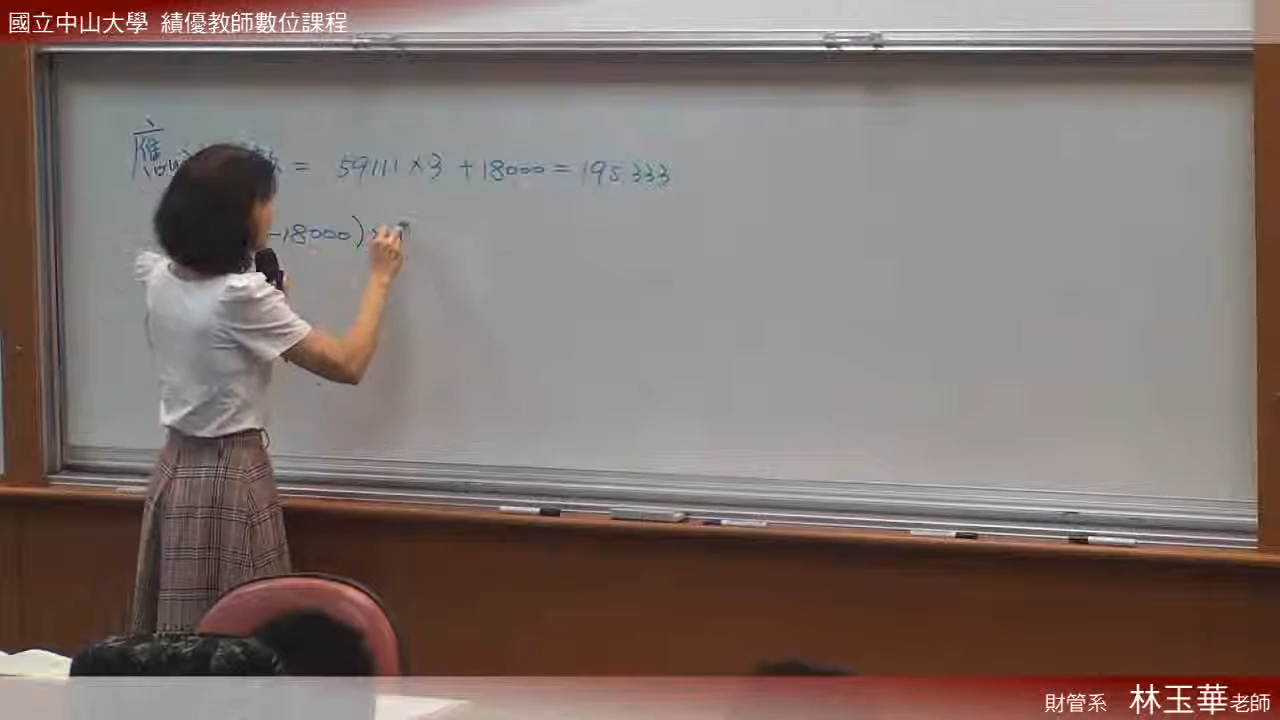 國立中山大學 績優教師數位課程
應 = 59111 × 3 + 18000 = 195333
-18000) ×
財管系 林玉華老師